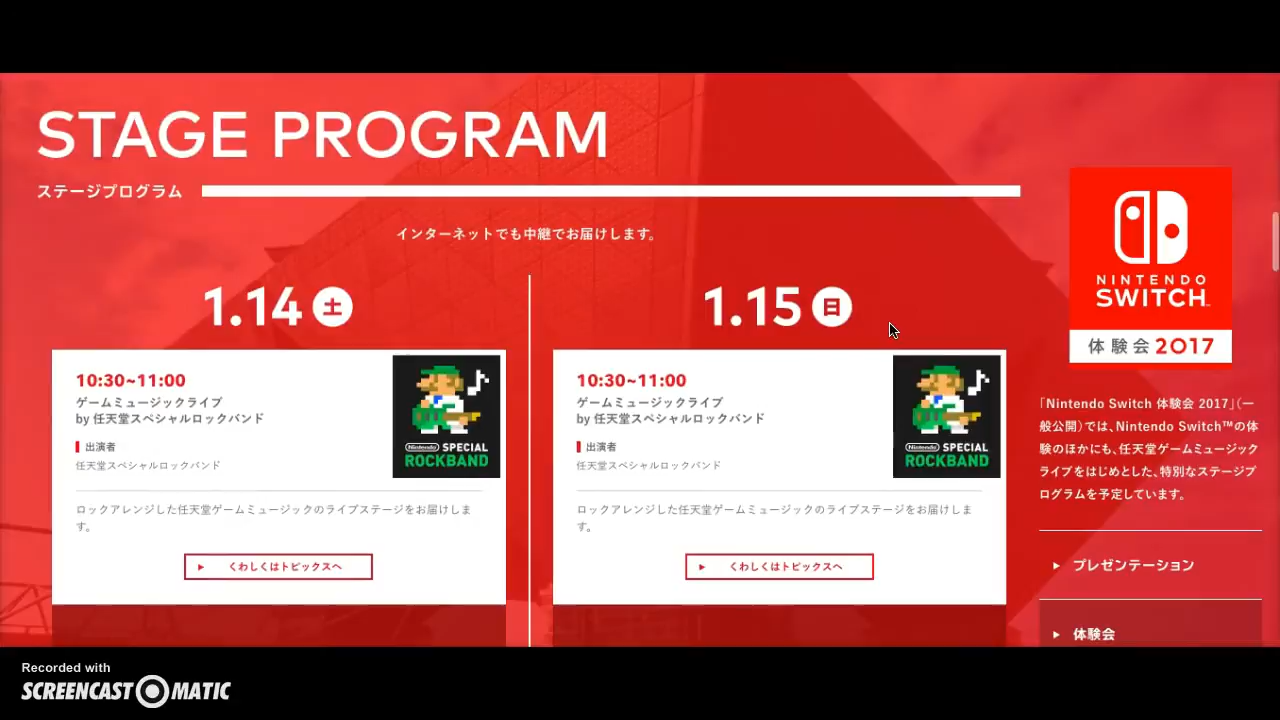 STAGE PROGRAM
ステージプログラム
インターネットでも中継でお届けします。
1.14 土
10:30~11:00
ゲームミュージックライブ
by 任天堂スペシャルロックバンド
出演者
任天堂スペシャルロックバンド
Nintendo SPECIAL
ROCKBAND
ロックアレンジした任天堂ゲームミュージックのライブステージをお届けしま
す。
くわしくはトピックスへ
1.15 日
10:30~11:00
ゲームミュージックライブ
by 任天堂スペシャルロックバンド
出演者
任天堂スペシャルロックバンド
Nintendo SPECIAL
ROCKBAND
ロックアレンジした任天堂ゲームミュージックのライブステージをお届けしま
す。
くわしくはトピックスへ
NINTENDO
SWITCH™
体験会 2017
「Nintendo Switch 体験会 2017」(一
般公開)では、Nintendo Switch™の体
験のほかにも、任天堂ゲームミュージック
ライブをはじめとした、特別なステージプ
ログラムを予定しています。
プレゼンテーション
体験会
Recorded with
SCREENCAST MATIC